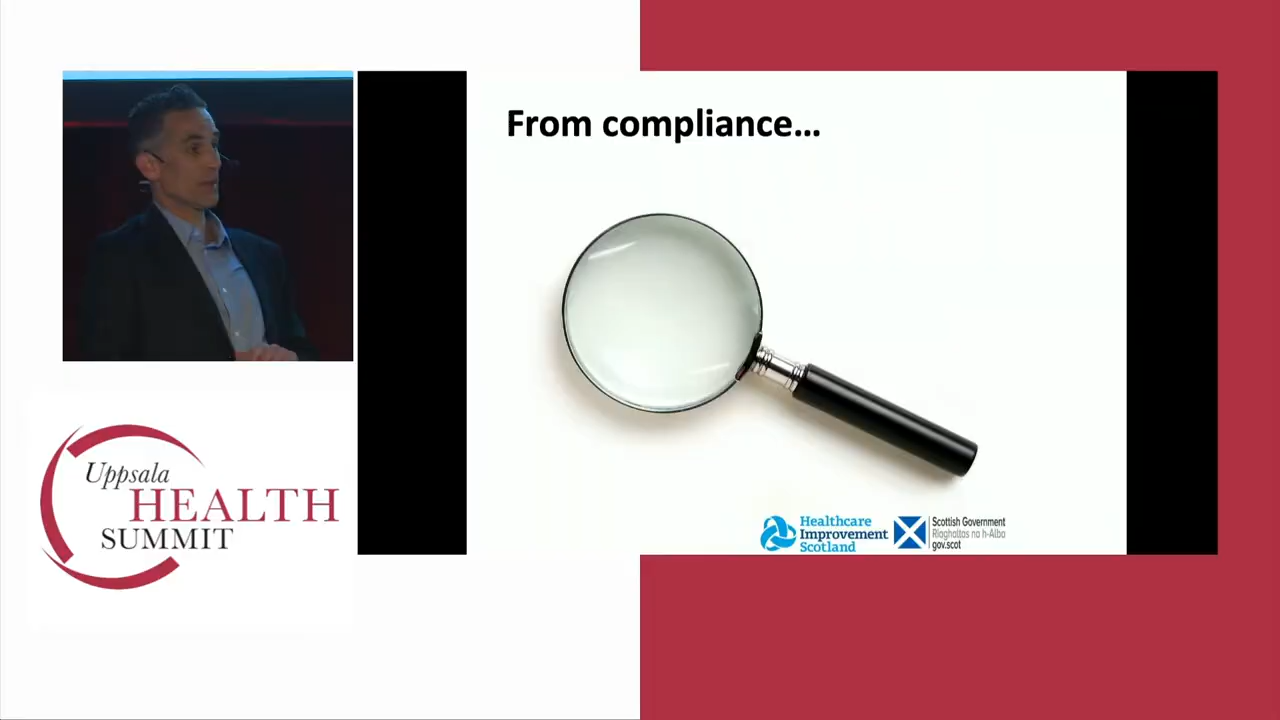 From compliance...
Uppsala
HEALTH
SUMMIT
Healthcare
Improvement
Scotland
Scottish Government
Riaghaltas na h-Alba
gov.scot